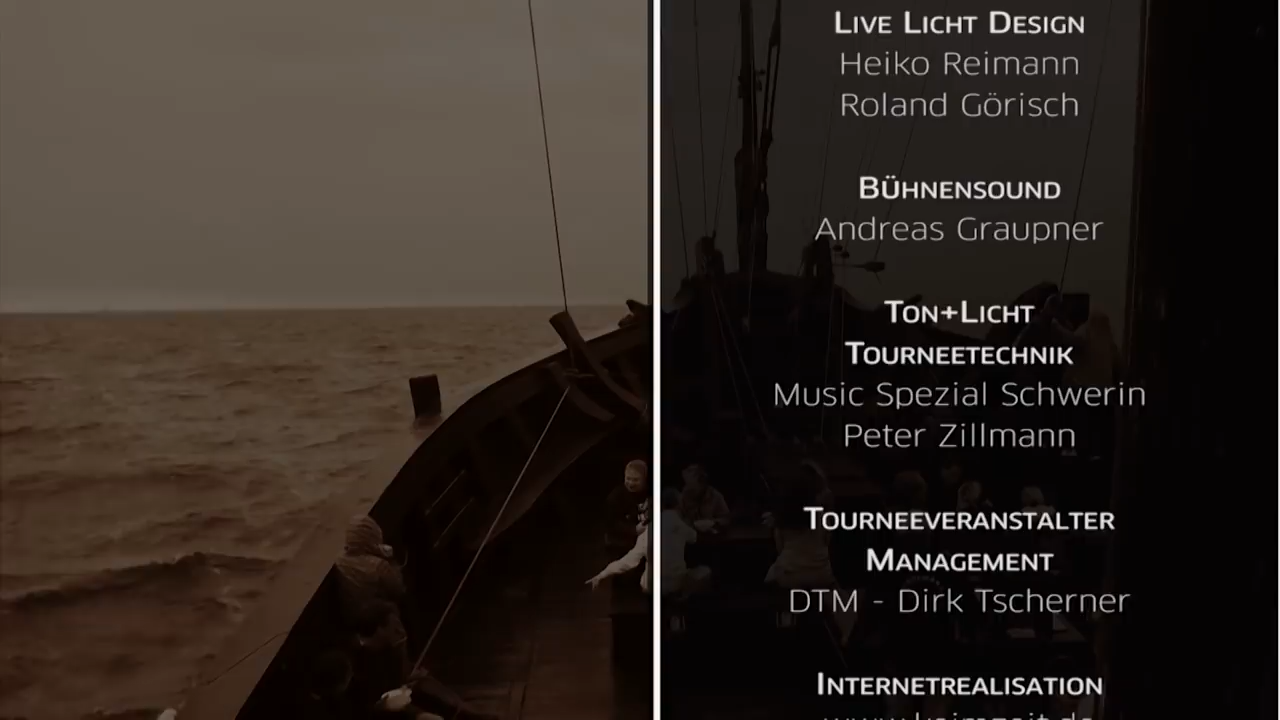 Live Licht Design
Heiko Reimann
Roland Görisch
Bühnensound
Andreas Graupner
Ton+Licht
Tourneetechnik
Music Spezial Schwerin
Peter Zillmann
Tourneeveranstalter
Management
DTM - Dirk Tscherner
Internetrealisation